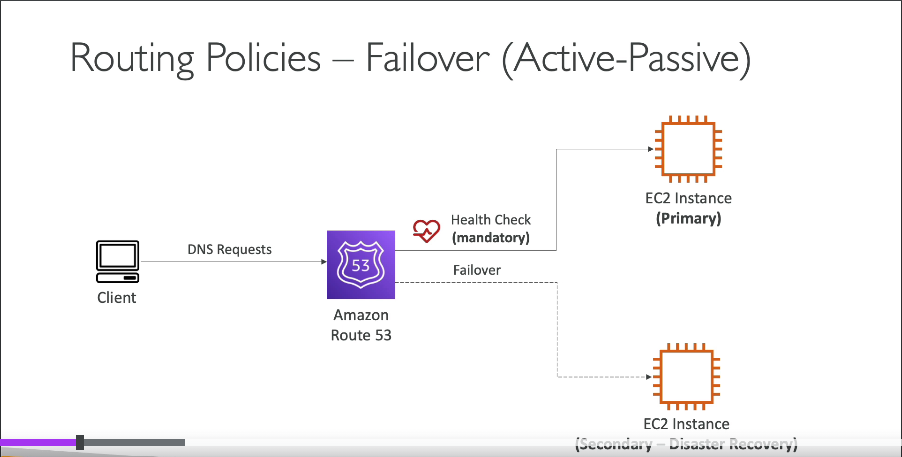 Routing Policies – Failover (Active-Passive)
EC2 Instance
(Primary)
Health Check
(mandatory)
DNS Requests
53
Failover
Client
Amazon
Route 53
EC2 Instance
(Secondary – Disaster Recovery)